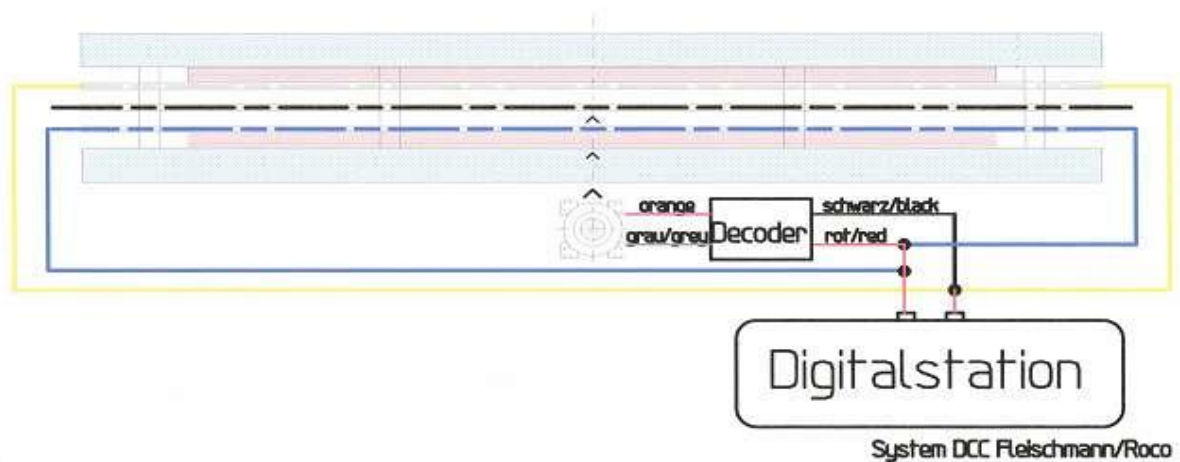 orange
schwarz/black
grau/grey
Decoder
rot/red
Digitalstation
System DCC Fleischmann/Roco